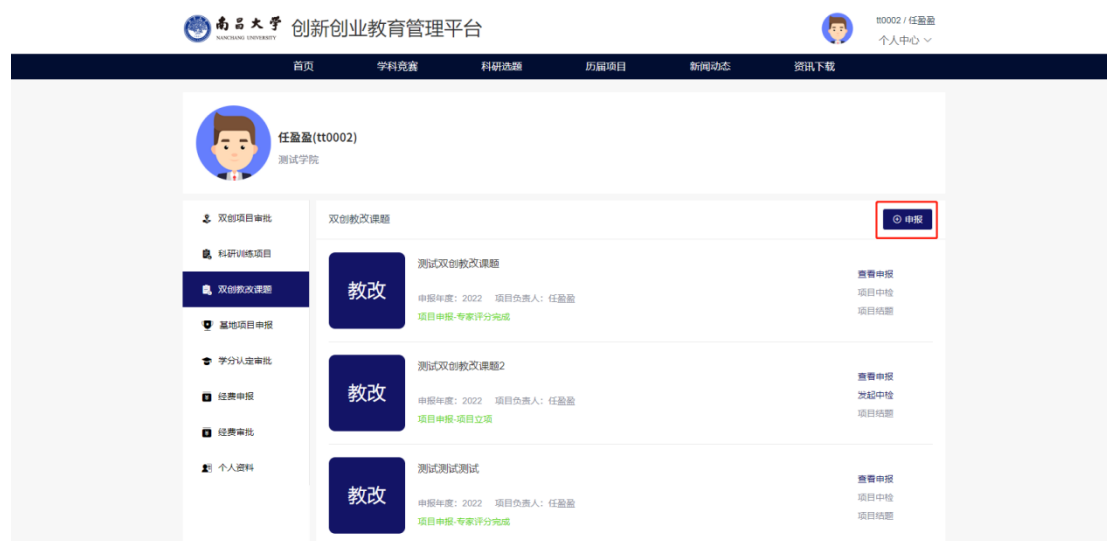 南昌大学 创新创业教育管理平台
NANCHANG UNIVERSITY
tt0002 / 任盈盈
个人中心
首页 学科竞赛 科研选题 历届项目 新闻动态 资讯下载
任盈盈(tt0002)
测试学院
双创项目审批
科研训练项目
双创教改课题
基地项目申报
学分认定审批
经费申报
经费审批
个人资料
双创教改课题 申报
教改
测试双创教改课题
申报年度：2022 项目负责人：任盈盈
项目申报-专家评分完成
查看申报
项目中检
项目结题
教改
测试双创教改课题2
申报年度：2022 项目负责人：任盈盈
项目申报-项目立项
查看申报
发起中检
项目结题
教改
测试测试测试
申报年度：2022 项目负责人：任盈盈
项目申报-专家评分完成
查看申报
项目中检
项目结题